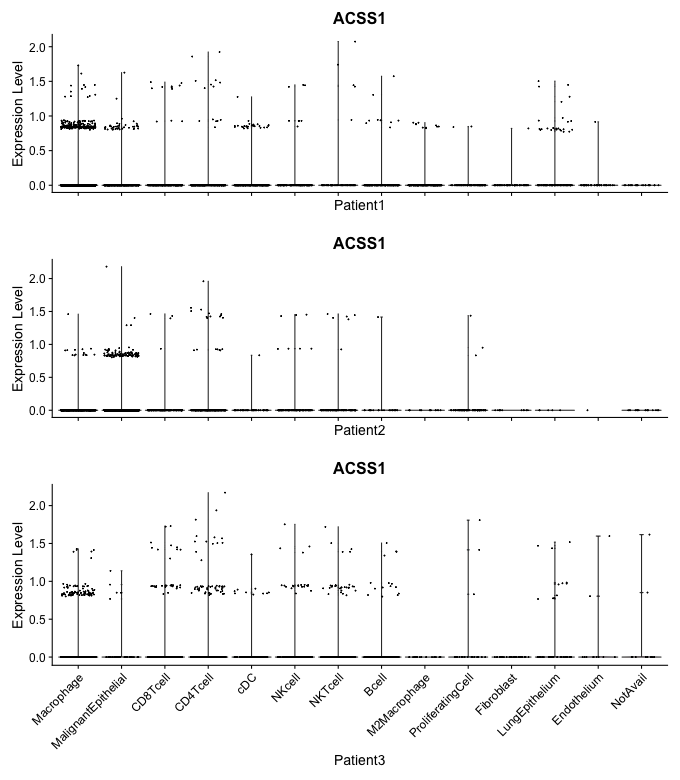 ACSS1
Expression Level
2.0
1.5
1.0
0.5
0.0
Patient1
ACSS1
Expression Level
2.0
1.5
1.0
0.5
0.0
Patient2
ACSS1
Expression Level
2.0
1.5
1.0
0.5
0.0
Macrophage
MalignantEpithelial
CD8Tcell
CD4Tcell
cDC
NKcell
NKTcell
Bcell
M2Macrophage
ProliferatingCell
Fibroblast
LungEpithelium
Endothelium
NotAvail
Patient3